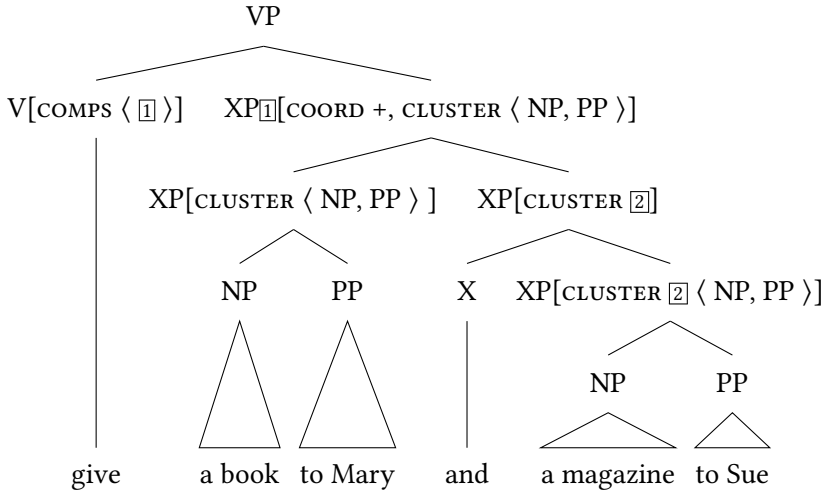 VP
V[COMPS ⟨ 1 ⟩] XP1[COORD +, CLUSTER ⟨ NP, PP ⟩]
XP[CLUSTER ⟨ NP, PP ⟩ ] XP[CLUSTER 2]
NP PP X XP[CLUSTER 2 ⟨ NP, PP ⟩]
NP PP
give a book to Mary and a magazine to Sue